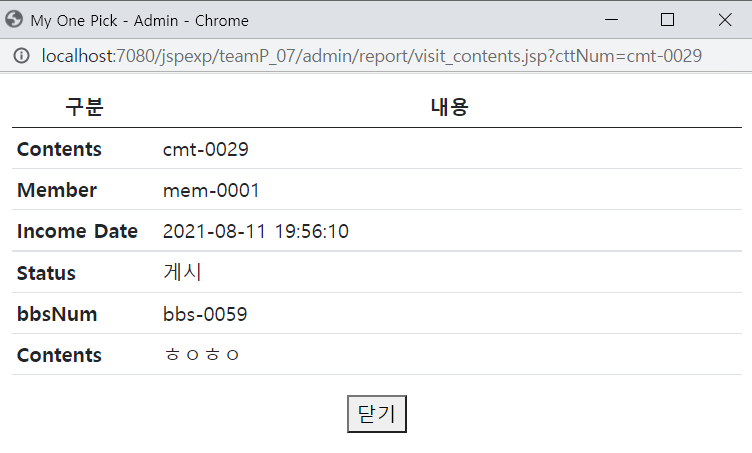 My One Pick - Admin - Chrome
localhost:7080/jspexp/teamP_07/admin/report/visit_contents.jsp?cttNum=cmt-0029
구분 내용
Contents cmt-0029
Member mem-0001
Income Date 2021-08-11 19:56:10
Status 게시
bbsNum bbs-0059
Contents ㅎㅇㅎㅇ
닫기